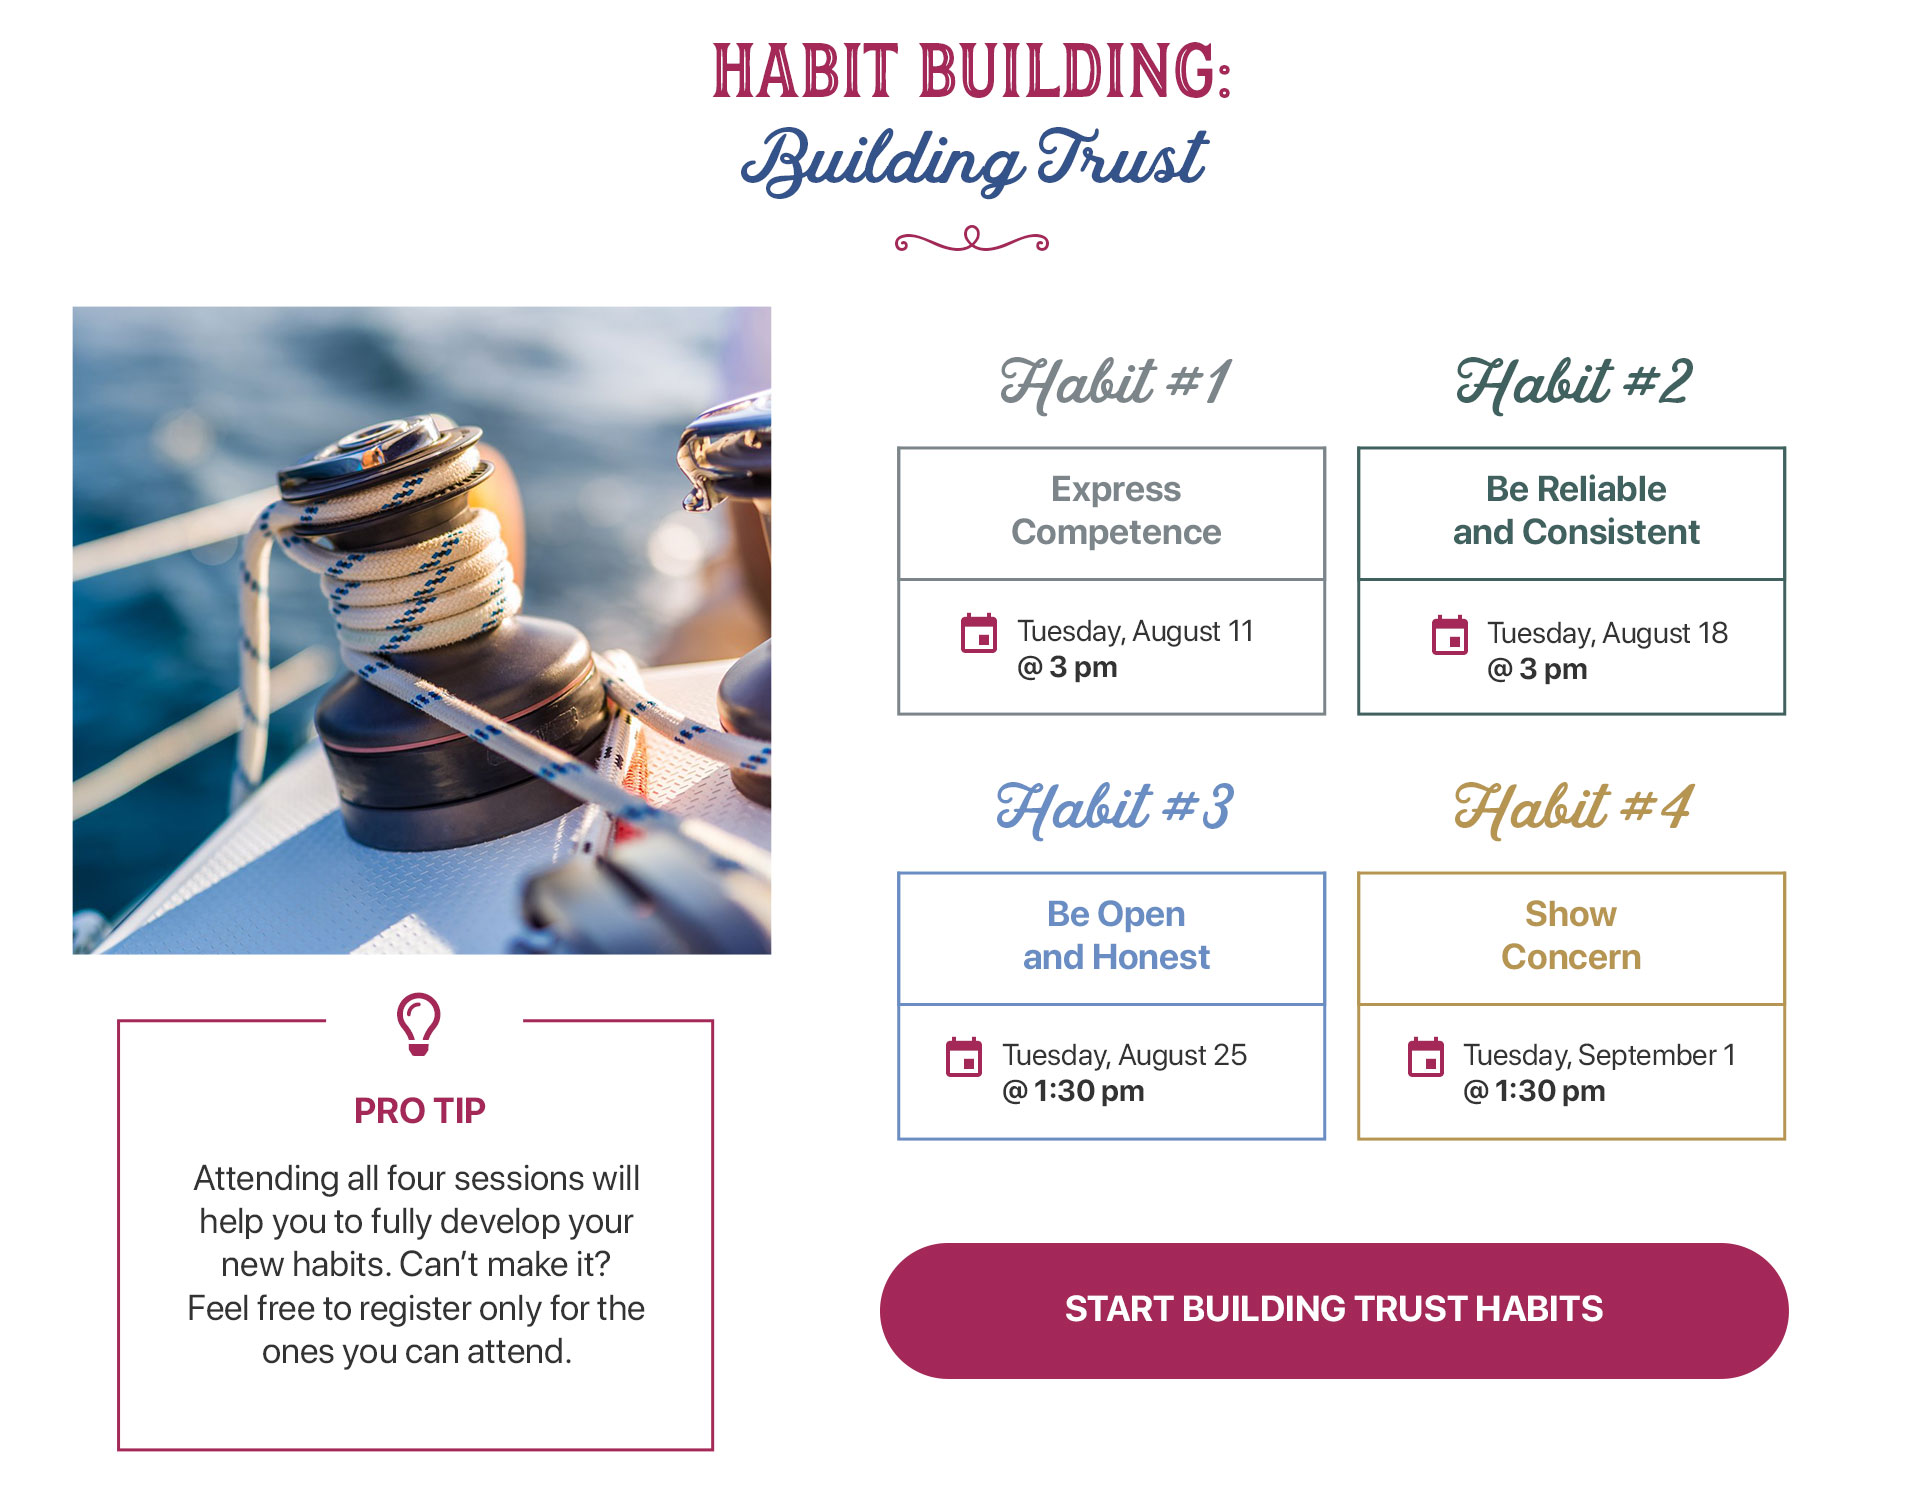 HABIT BUILDING:
Building Trust
Habit #1
Express
Competence
Tuesday, August 11
@ 3 pm
Habit #2
Be Reliable
and Consistent
Tuesday, August 18
@ 3 pm
Habit #3
Be Open
and Honest
Tuesday, August 25
@ 1:30 pm
Habit #4
Show
Concern
Tuesday, September 1
@ 1:30 pm
PRO TIP
Attending all four sessions will
help you to fully develop your
new habits. Can’t make it?
Feel free to register only for the
ones you can attend.
START BUILDING TRUST HABITS